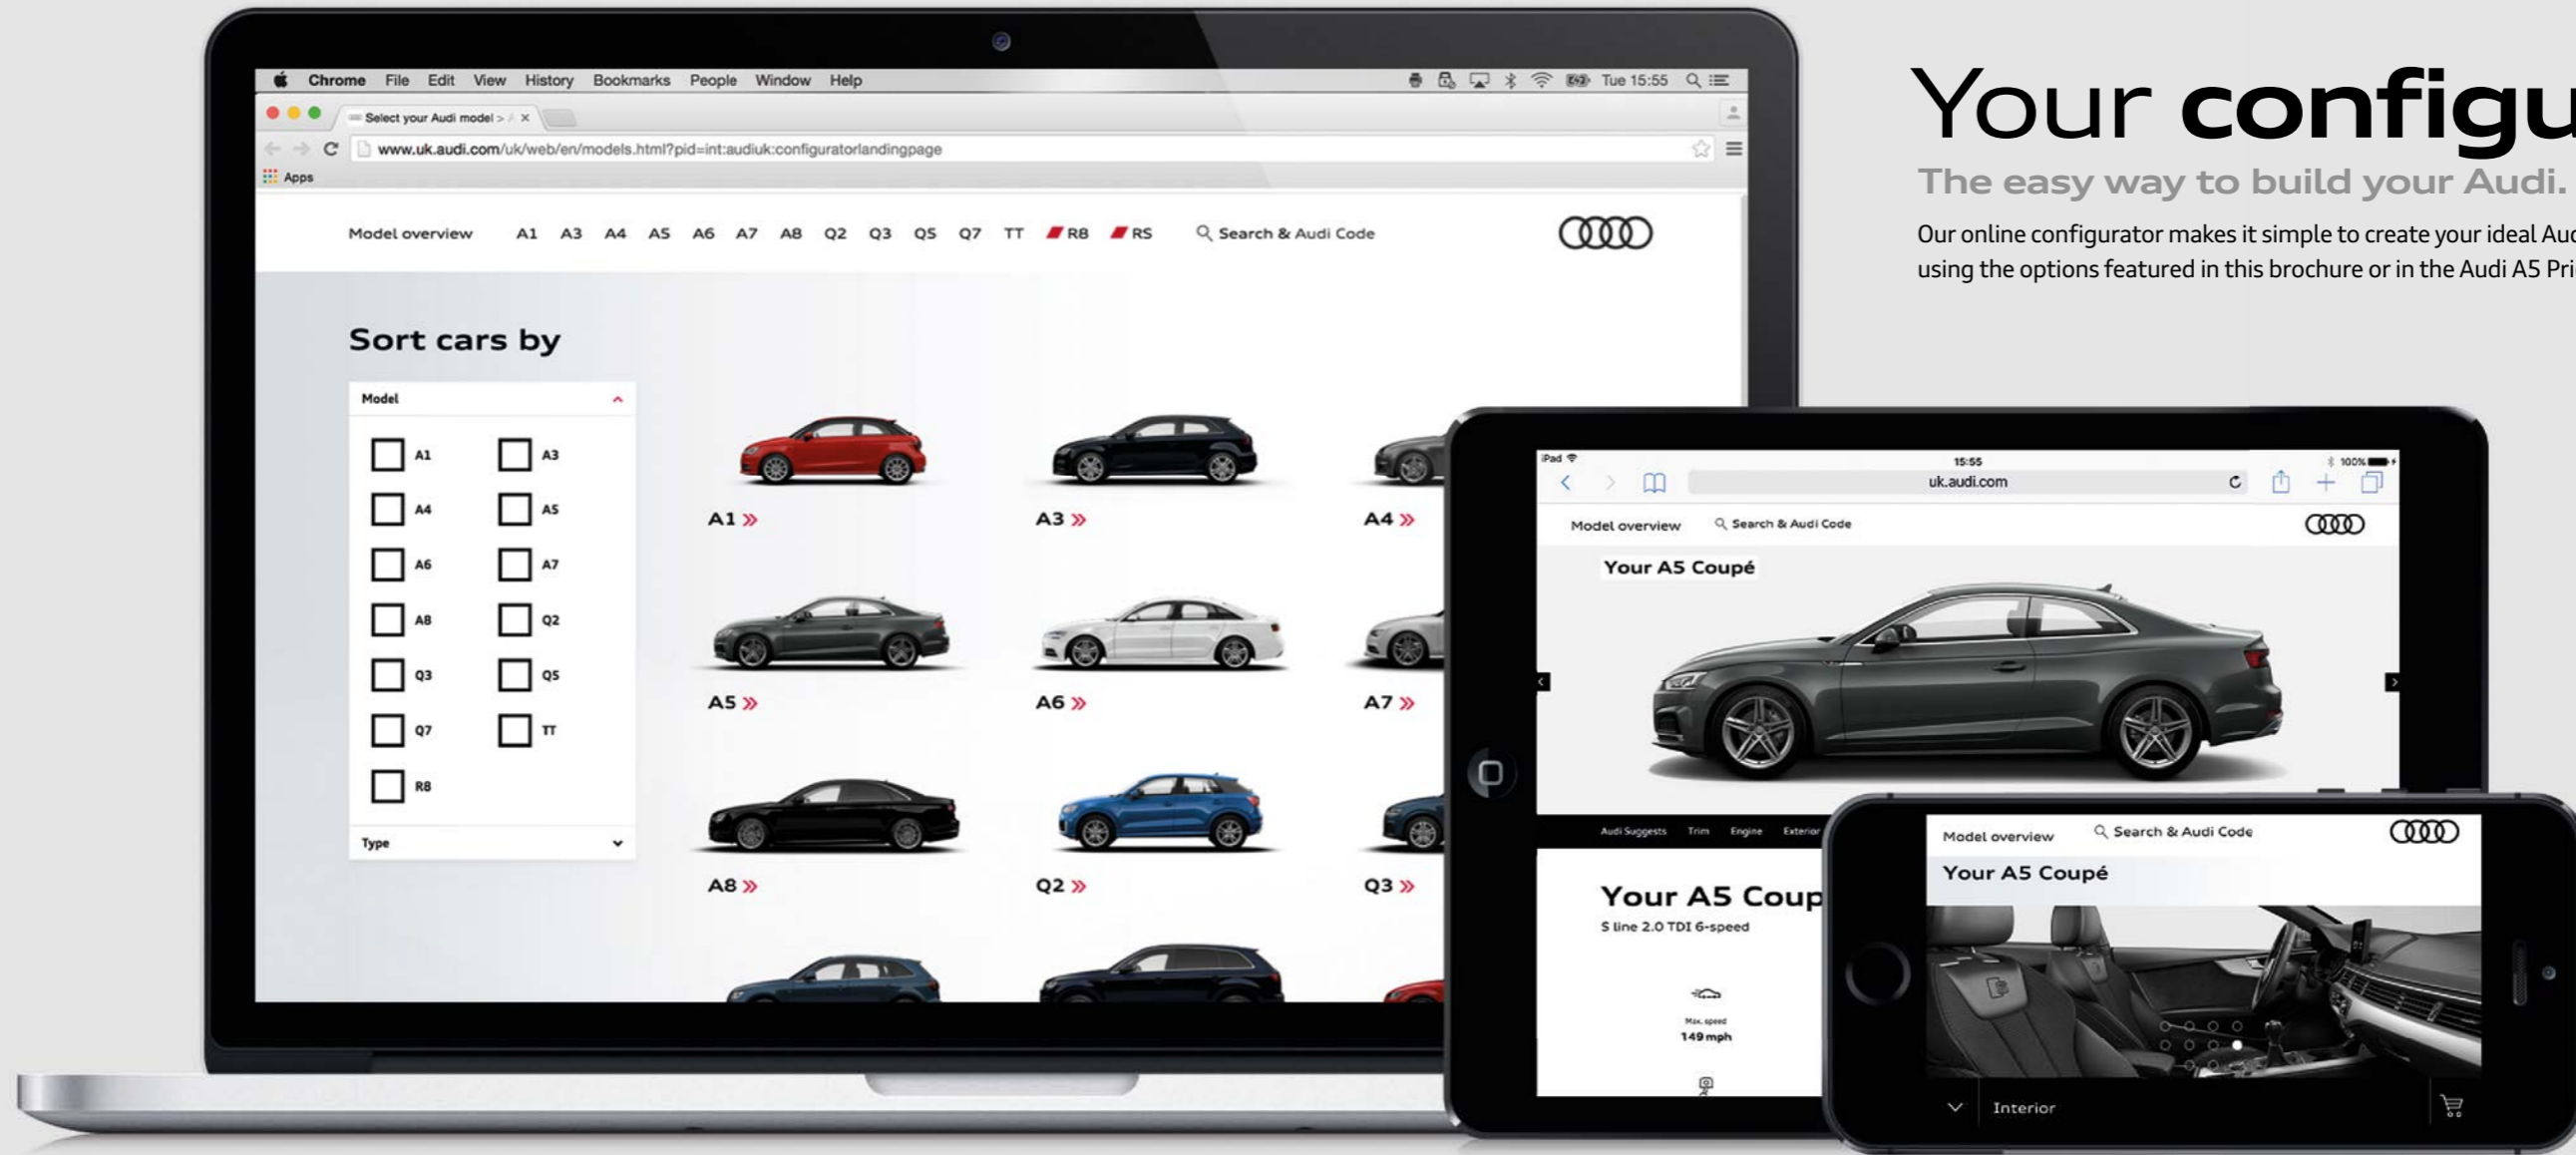 Chrome File Edit View History Bookmarks People Window Help Tue 15:55
Select your Audi model >
www.uk.audi.com/uk/web/en/models.html?pid=int:audiuk:configuratorlandingpage
Apps
Model overview A1 A3 A4 A5 A6 A7 A8 Q2 Q3 Q5 Q7 TT R8 RS Search & Audi Code
Sort cars by
Model
A1 A3
A4 A5
A6 A7
A8 Q2
Q3 Q5
Q7 TT
R8
Type
A1 A3 A4
A5 A6 A7
A8 Q2 Q3
Your configu
The easy way to build your Audi.
Our online configurator makes it simple to create your ideal Aud
using the options featured in this brochure or in the Audi A5 Pri
iPad 15:55 100%
uk.audi.com
Model overview Search & Audi Code
Your A5 Coupé
Audi Suggests Trim Engine Exterior
Your A5 Coup
S line 2.0 TDI 6-speed
Max. speed
149 mph
Model overview Search & Audi Code
Your A5 Coupé
Interior